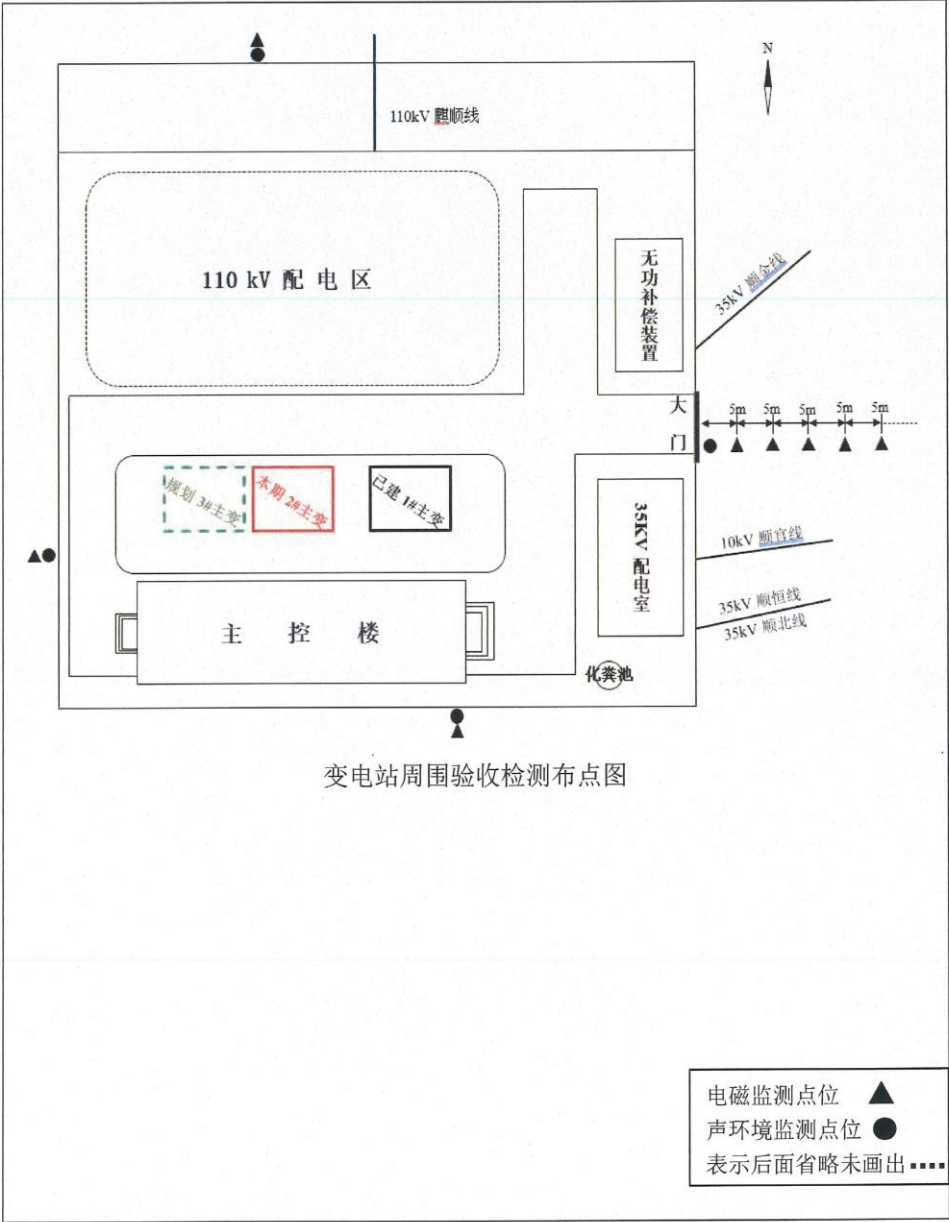 N
110kV 麒顺线
110 kV 配 电 区
无功补偿装置
35kV 顺金线
大门
5m 5m 5m 5m 5m
规划 3#主变
本期 2#主变
已建 1#主变
35KV 配电室
10kV 顺官线
35kV 顺恒线
35kV 顺北线
主 控 楼
化粪池
变电站周围验收检测布点图
电磁监测点位
声环境监测点位
表示后面省略未画出